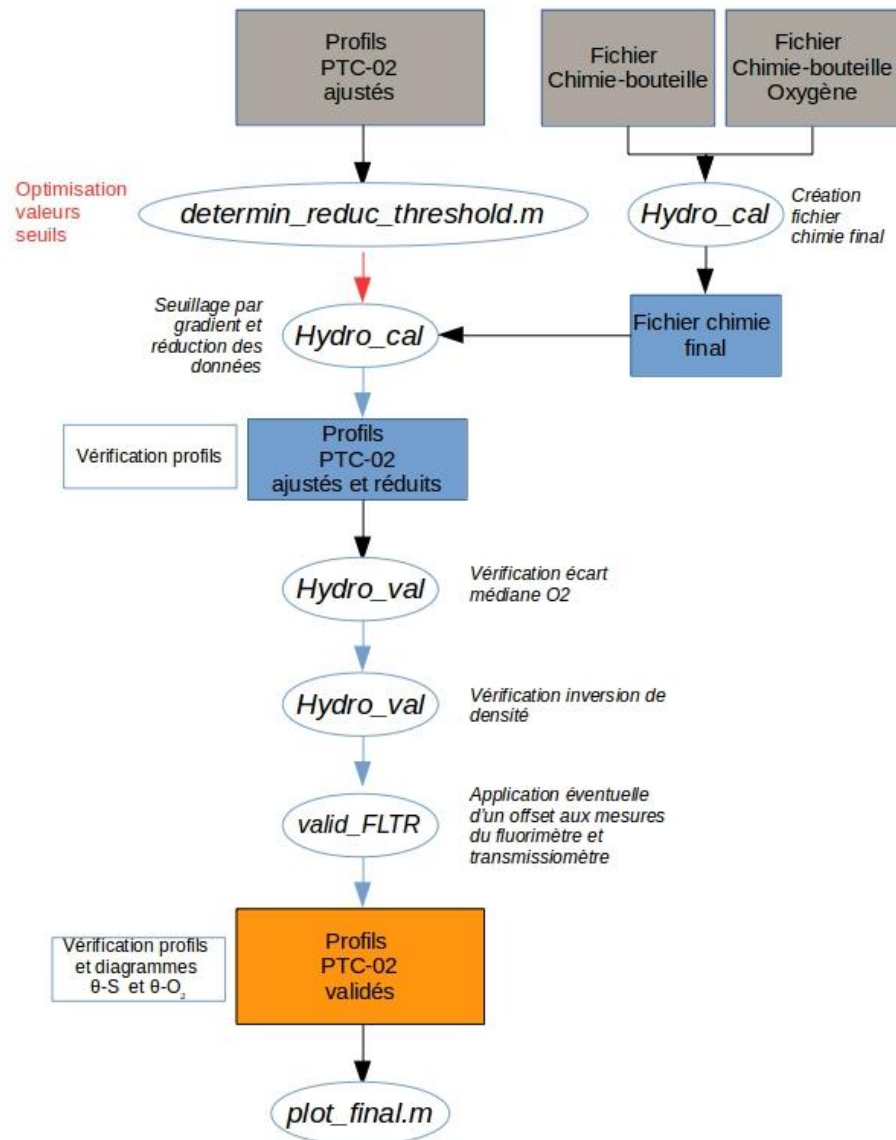 Profils
PTC-02
ajustés
Fichier
Chimie-bouteille
Fichier
Chimie-bouteille
Oxygène
Optimisation
valeurs
seuils
determin_reduc_threshold.m
Hydro_cal
Création
fichier
chimie final
Seuillage par
gradient et
réduction des
données
Hydro_cal
Fichier chimie
final
Vérification profils
Profils
PTC-02
ajustés et réduits
Hydro_val
Vérification écart
médiane O2
Hydro_val
Vérification inversion de
densité
valid_FLTR
Application éventuelle
d'un offset aux mesures
du fluorimètre et
transmissiomètre
Vérification profils
et diagrammes
θ-S et θ-O₂
Profils
PTC-02
validés
plot_final.m